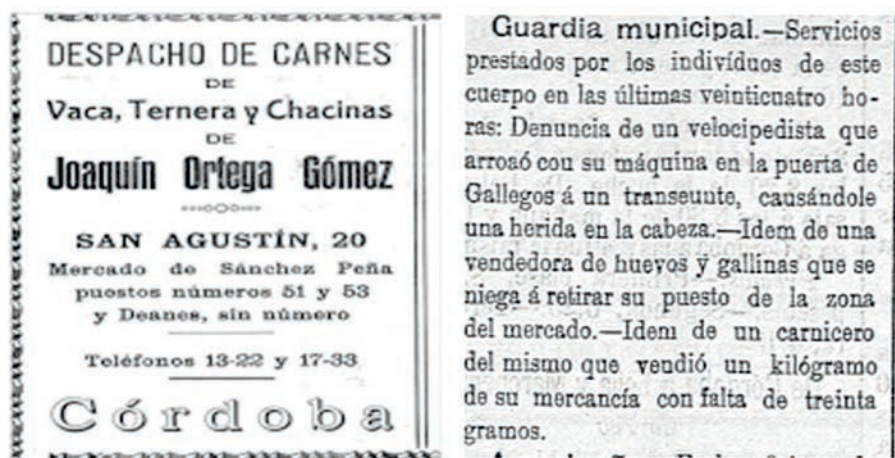 DESPACHO DE CARNES
DE
Vaca, Ternera y Chacinas
DE
Joaquín Ortega Gómez
SAN AGUSTÍN, 20
Mercado de Sánchez Peña
puestos números 51 y 53
y Deanes, sin número
Teléfonos 13-22 y 17-33
Córdoba
Guardia municipal.—Servicios
prestados por los indivíduos de este
cuerpo en las últimas veinticuatro ho-
ras: Denuncia de un velocipedista que
arroaó cou su máquina en la puerta de
Gallegos á un transeunte, causándole
una herida en la cabeza.—Idem de una
vendedora de huevos y gallinas que se
niega á retirar su puesto de la zona
del mercado.—Idem de un carnicero
del mismo que vendió un kilógramo
de su mercancía con falta de treinta
gramos.